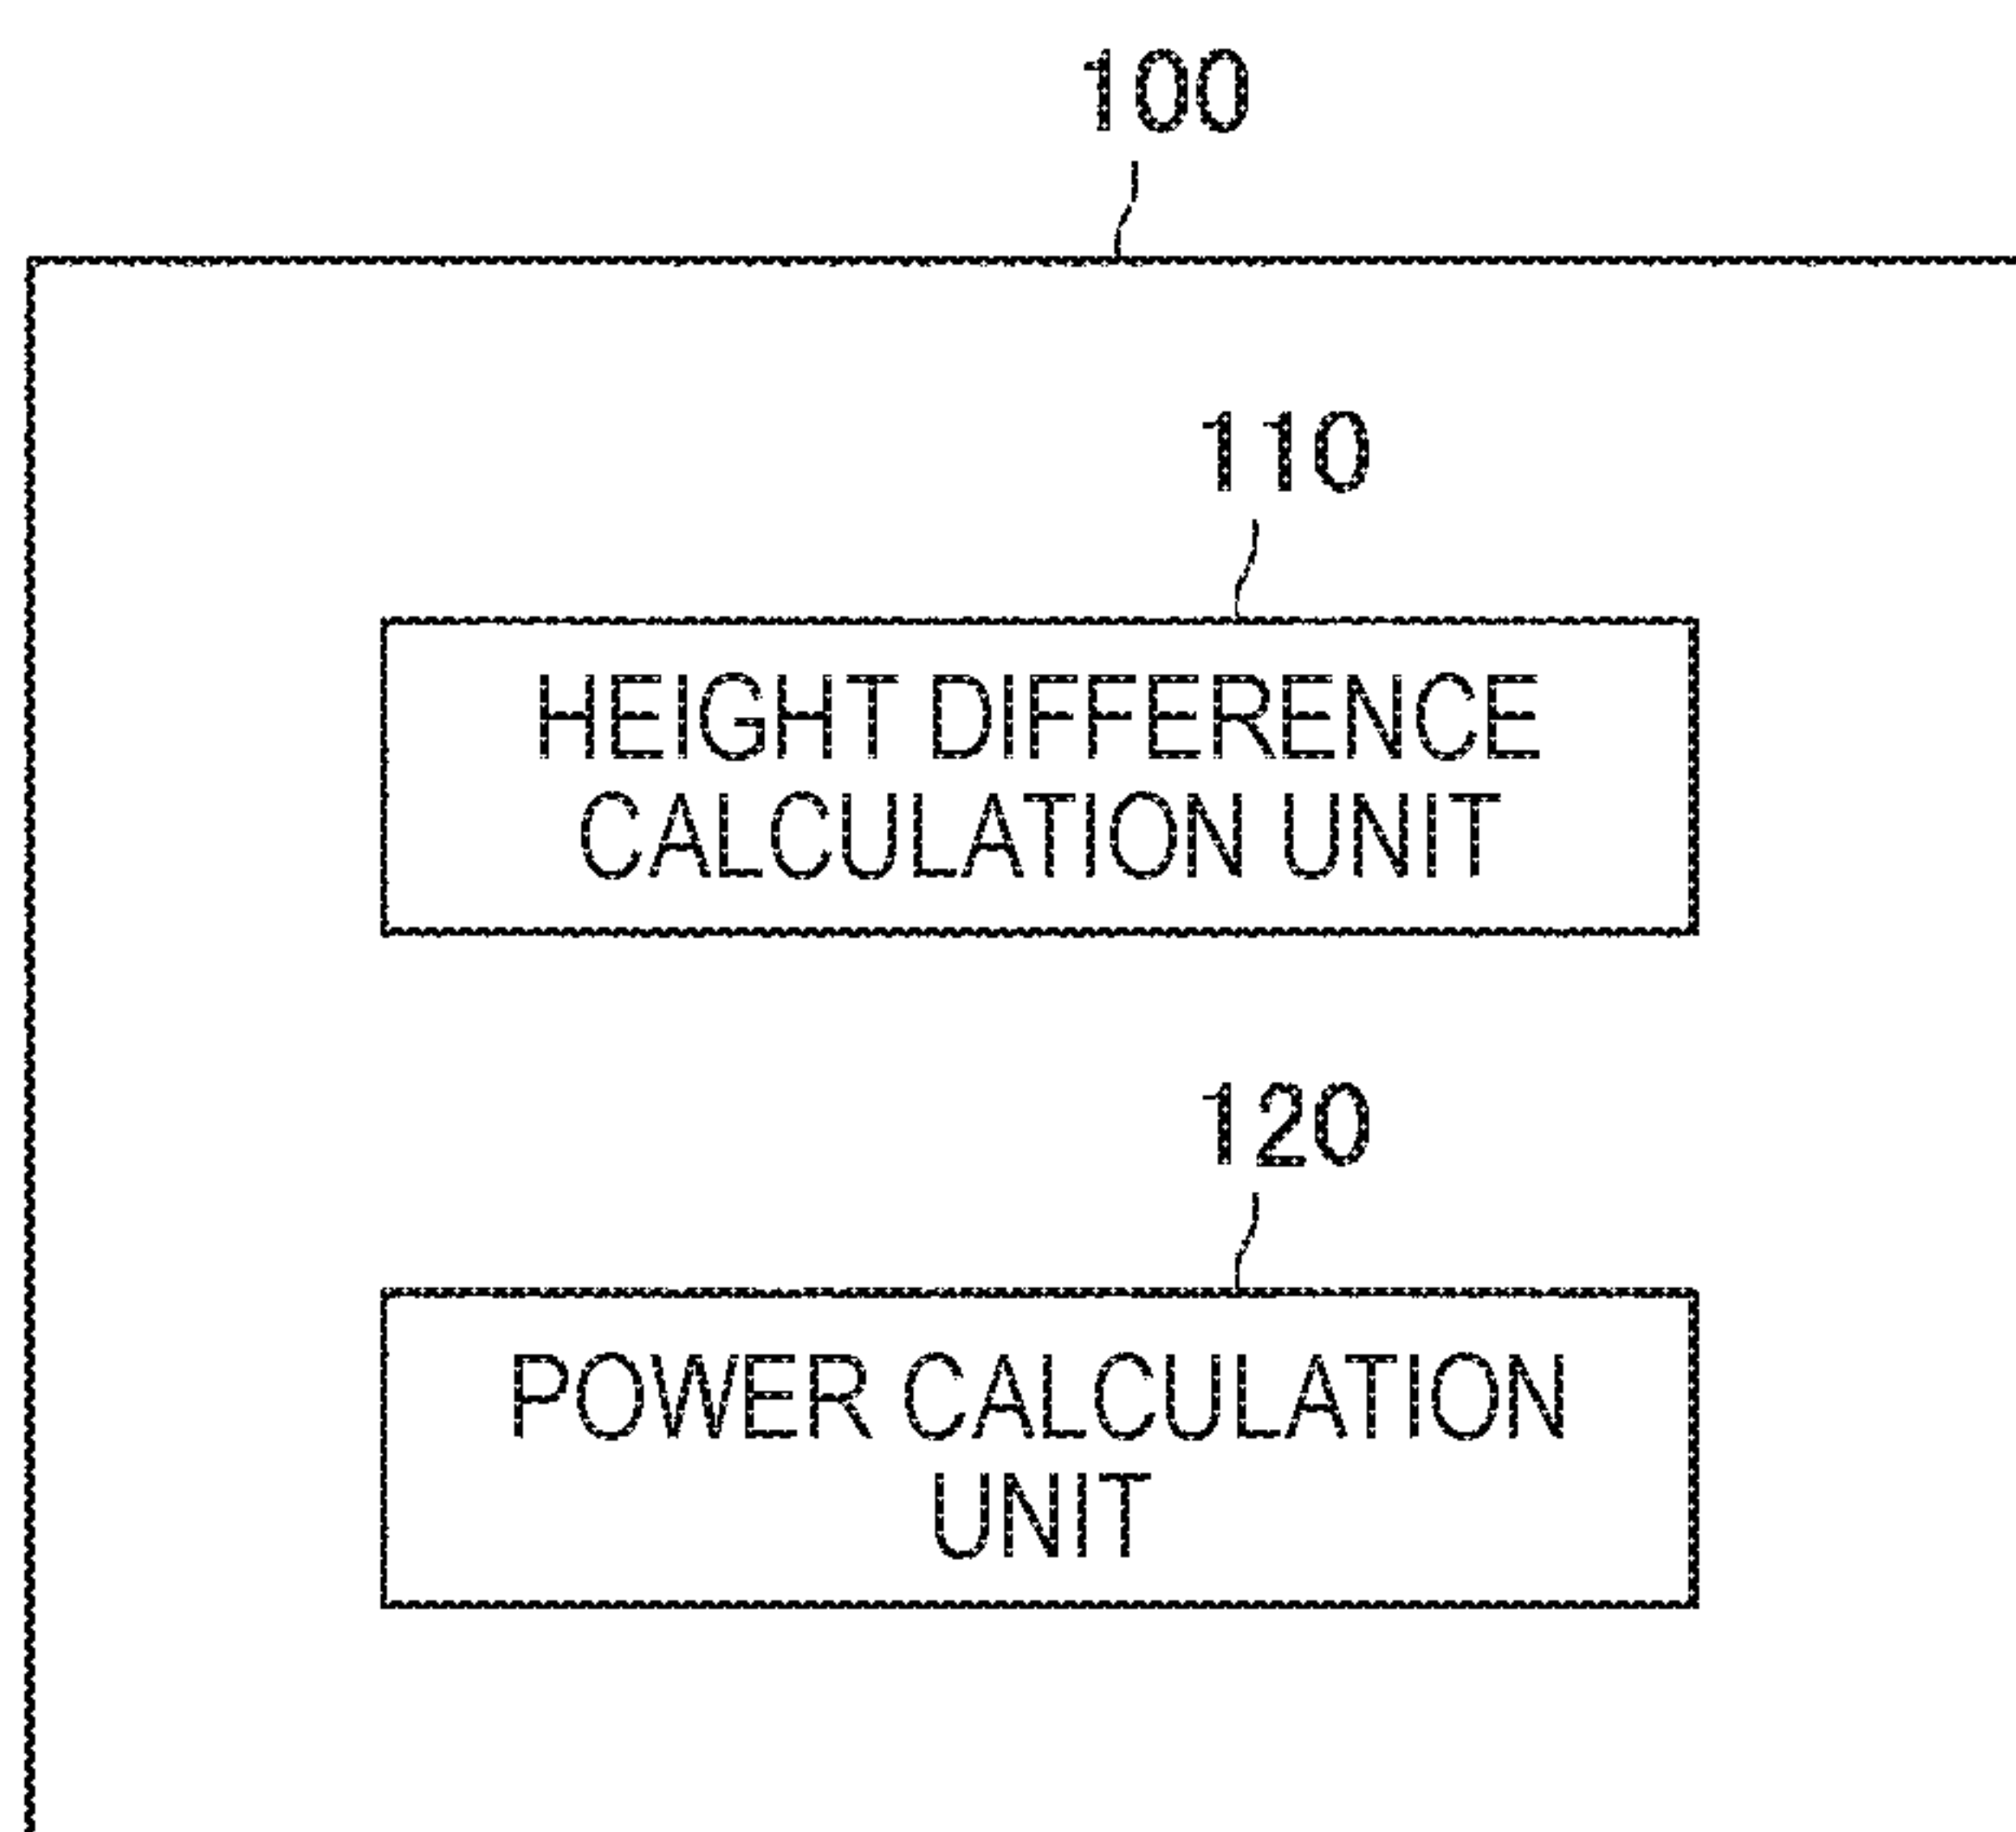 100
110
HEIGHT DIFFERENCE
CALCULATION UNIT
120
POWER CALCULATION
UNIT